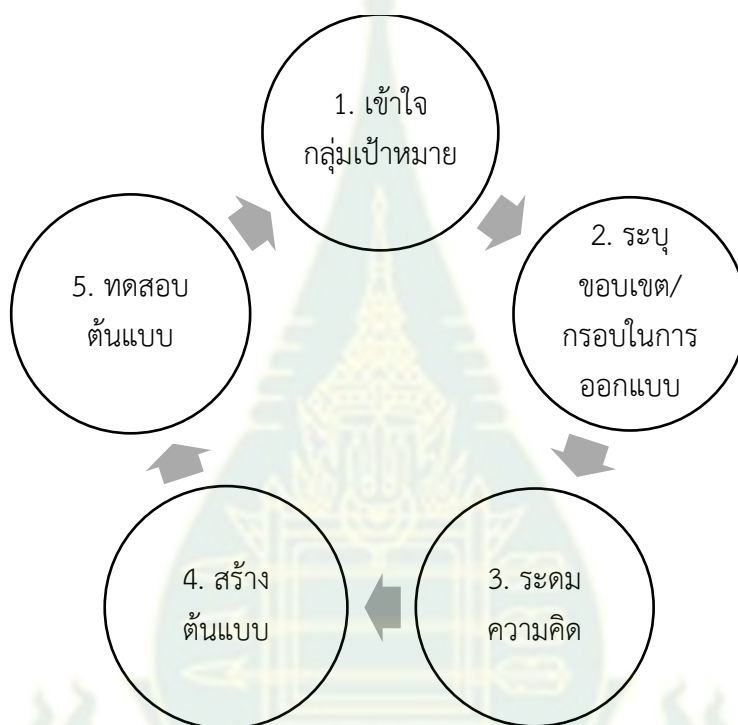 1. เข้าใจ
กลุ่มเป้าหมาย
2. ระบุ
ขอบเขต/
กรอบในการ
ออกแบบ
3. ระดม
ความคิด
4. สร้าง
ต้นแบบ
5. ทดสอบ
ต้นแบบ